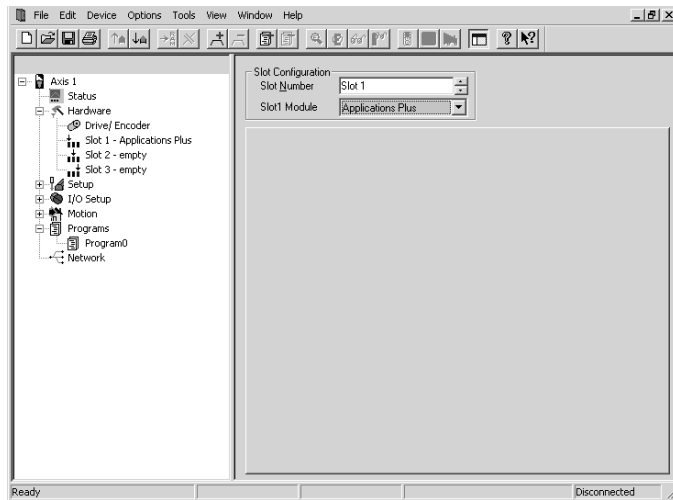 File Edit Device Options Tools View Window Help
Axis 1
Status
Hardware
Drive/ Encoder
Slot 1 - Applications Plus
Slot 2 - empty
Slot 3 - empty
Setup
I/O Setup
Motion
Programs
Program0
Network
Slot Configuration
Slot Number Slot 1
Slot1 Module Applications Plus
Ready Disconnected